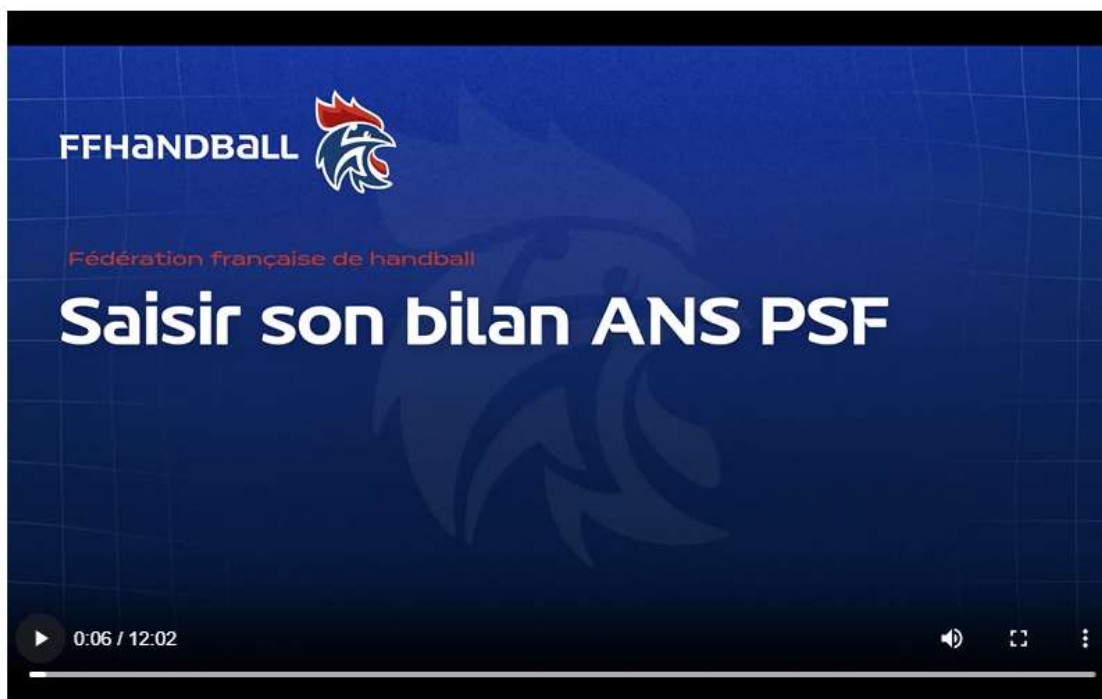 FFHANDBALL
Fédération française de handball
Saisir son bilan ANS PSF
0:06 / 12:02